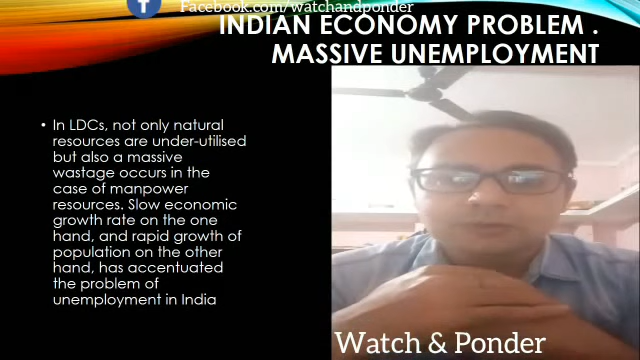 Facebook.com/watchandponder
INDIAN ECONOMY PROBLEM .
MASSIVE UNEMPLOYMENT
• In LDCs, not only natural
resources are under-utilised
but also a massive
wastage occurs in the
case of manpower
resources. Slow economic
growth rate on the one
hand, and rapid growth of
population on the other
hand, has accentuated
the problem of
unemployment in India
Watch & Ponder